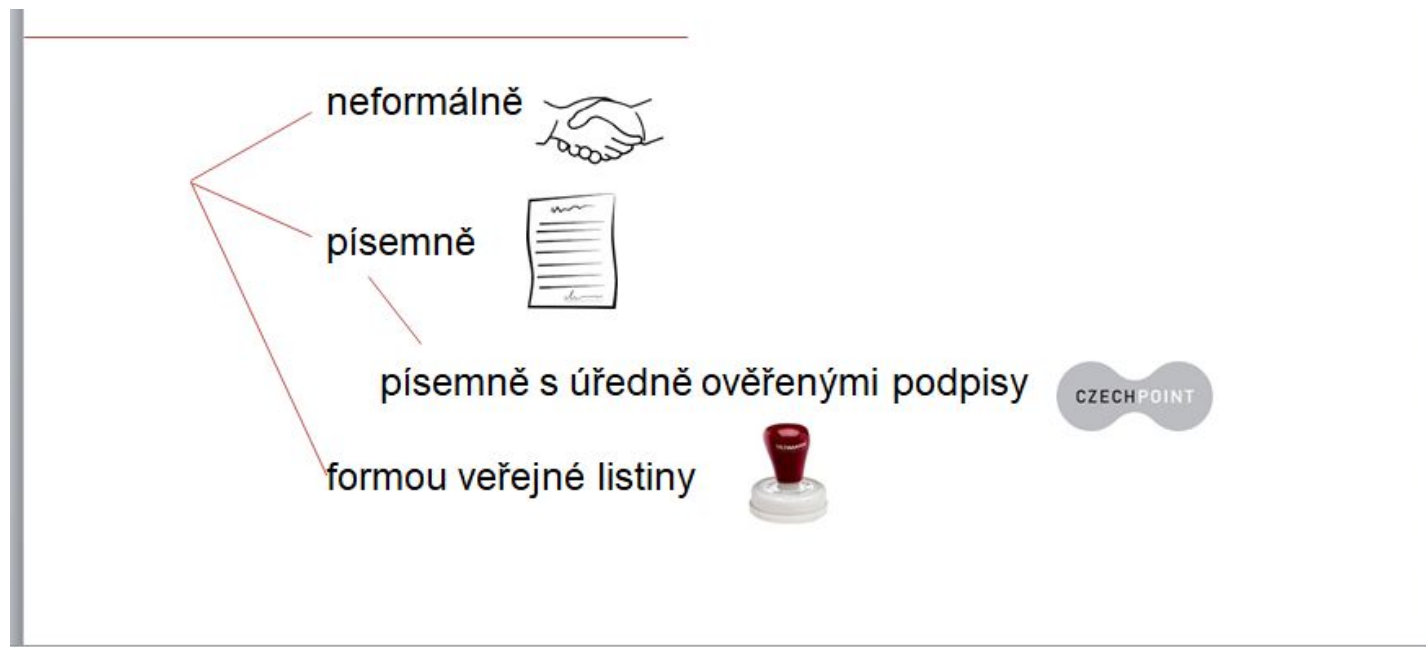 neformálně
písemně
písemně s úředně ověřenými podpisy
CZECHPOINT
formou veřejné listiny